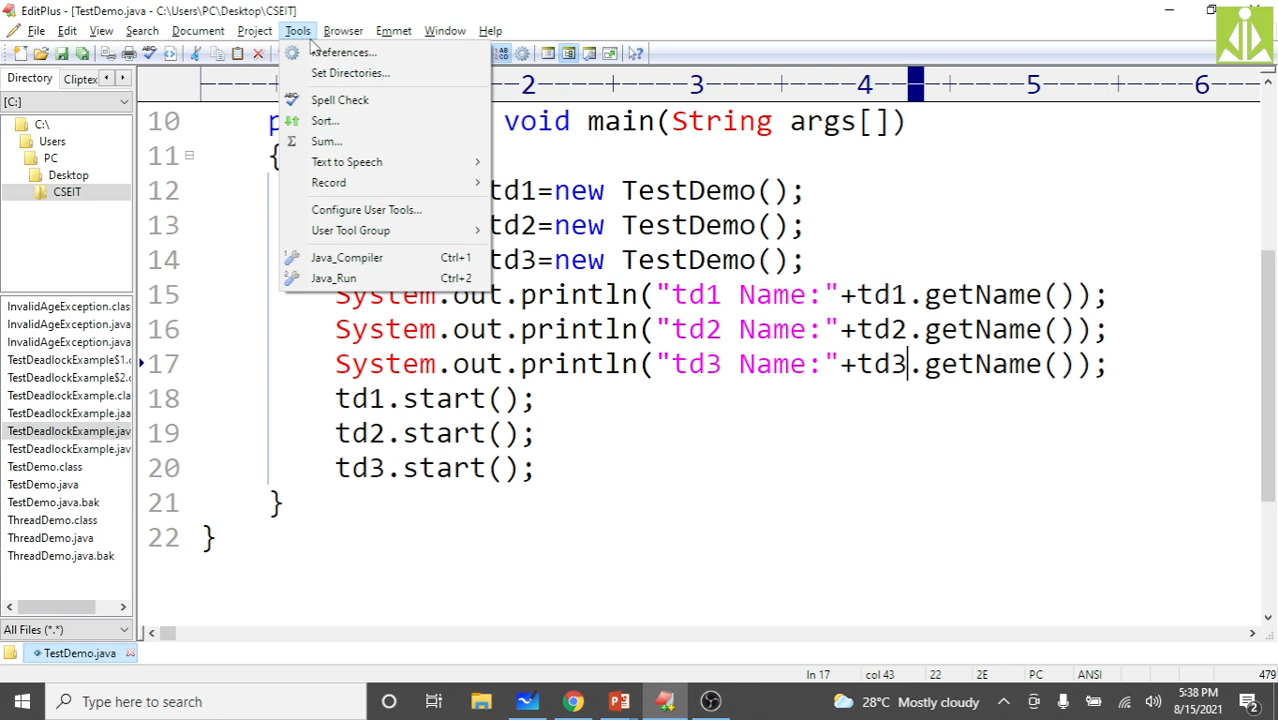 EditPlus - [TestDemo.java - C:\Users\PC\Desktop\CSEIT]
File Edit View Search Document Project Tools Browser Emmet Window Help
Preferences...
Set Directories...
Spell Check
Sort...
Sum...
Text to Speech
Record
Configure User Tools...
User Tool Group
Java_Compiler Ctrl+1
Java_Run Ctrl+2
Directory Cliptex
[C:]
C:\
Users
PC
Desktop
CSEIT
InvalidAgeException.clas
InvalidAgeException.java
InvalidAgeException.java
TestDeadlockExample$1.c
TestDeadlockExample$2.c
TestDeadlockExample.cla
TestDeadlockExample.jaa
TestDeadlockExample.jav
TestDeadlockExample.jav
TestDemo.class
TestDemo.java
TestDemo.java.bak
ThreadDemo.class
ThreadDemo.java
ThreadDemo.java.bak
All Files (*.*)
2 3 4 5 6
10 p void main(String args[])
11 {
12 td1=new TestDemo();
13 td2=new TestDemo();
14 td3=new TestDemo();
15 System.out.println("td1 Name:"+td1.getName());
16 System.out.println("td2 Name:"+td2.getName());
17 System.out.println("td3 Name:"+td3.getName());
18 td1.start();
19 td2.start();
20 td3.start();
21 }
22 }
TestDemo.java
ln 17 col 43 22 2E PC ANSI 479
Type here to search
28°C Mostly cloudy
5:38 PM
8/15/2021
2